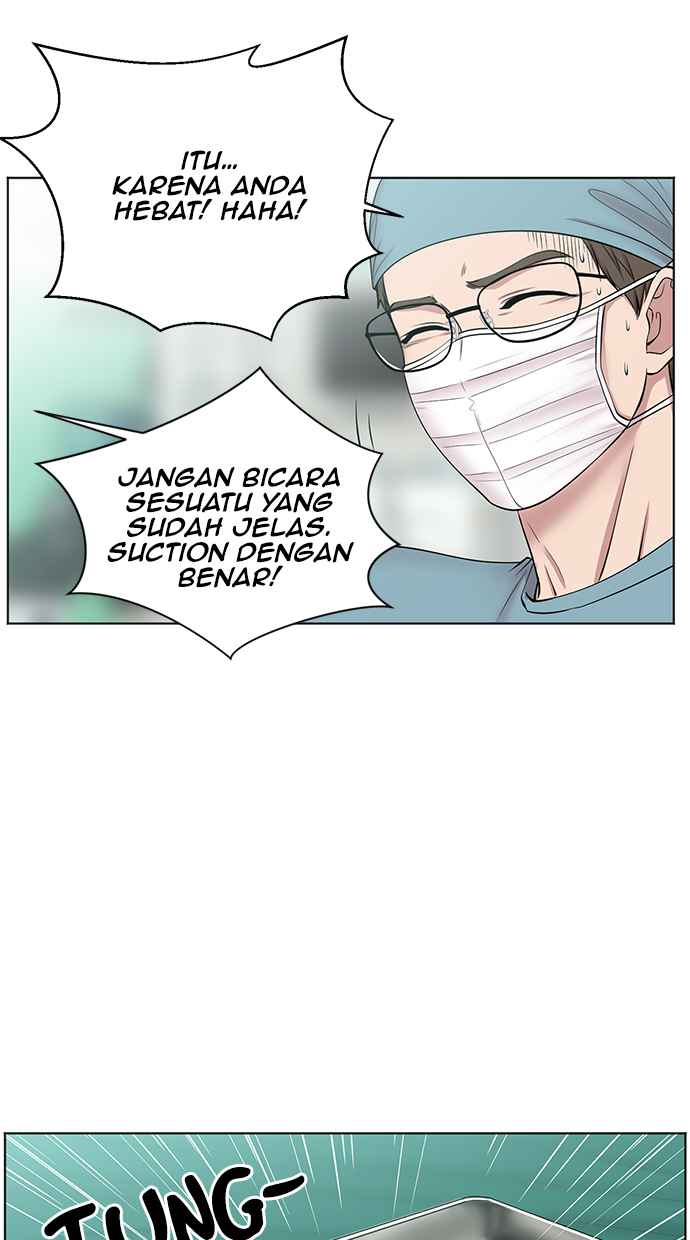 ITU...
KARENA ANDA
HEBAT! HAHA!
JANGAN BICARA
SESUATU YANG
SUDAH JELAS.
SUCTION DENGAN
BENAR!
TUNG-